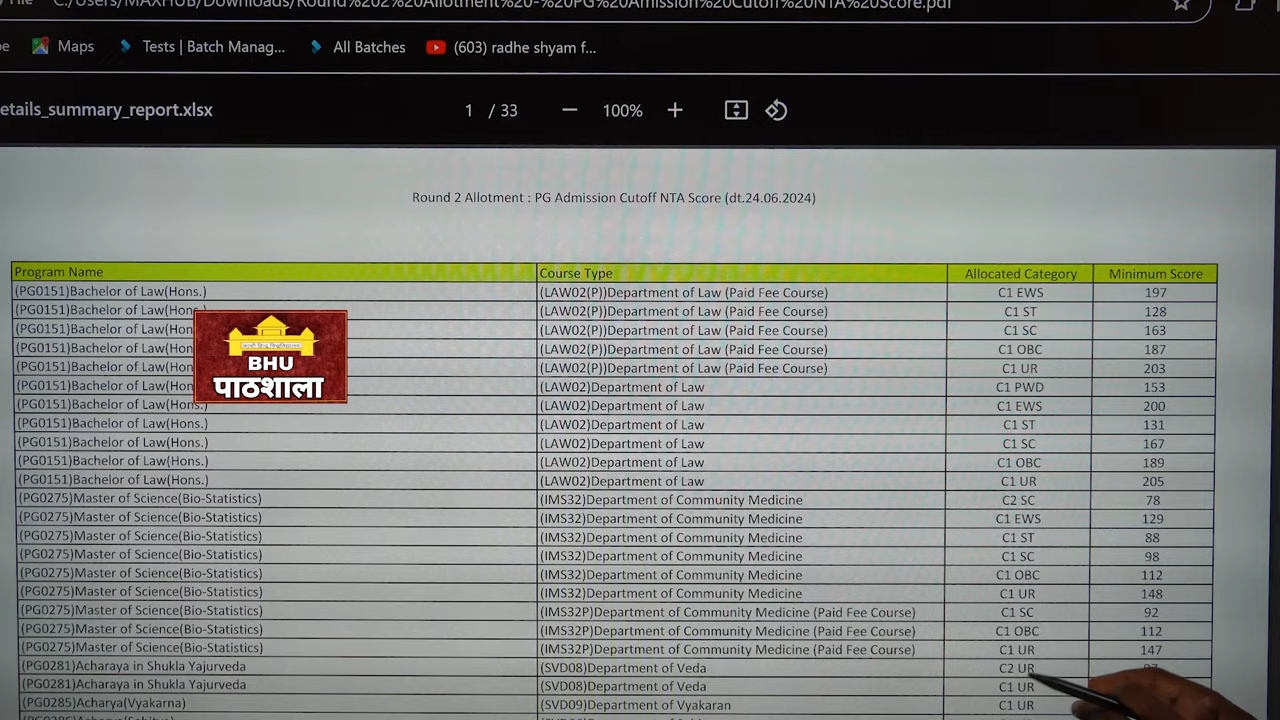 File C:/Users/MAXHUB/Downloads/Round%202%20Allotment%20-%20PG%20Amission%20Cutoff%20NTA%20Score.pdf
Maps Tests | Batch Manag... All Batches (603) radhe shyam f...
etails_summary_report.xlsx 1 / 33 − 100% +
Round 2 Allotment : PG Admission Cutoff NTA Score (dt.24.06.2024)
Program Name Course Type Allocated Category Minimum Score
(PG0151)Bachelor of Law(Hons.) (LAW02(P))Department of Law (Paid Fee Course) C1 EWS 197
(PG0151)Bachelor of Law(Hons.) (LAW02(P))Department of Law (Paid Fee Course) C1 ST 128
(PG0151)Bachelor of Law(Hon (LAW02(P))Department of Law (Paid Fee Course) C1 SC 163
(PG0151)Bachelor of Law(Hon (LAW02(P))Department of Law (Paid Fee Course) C1 OBC 187
(PG0151)Bachelor of Law(Hon (LAW02(P))Department of Law (Paid Fee Course) C1 UR 203
(PG0151)Bachelor of Law(Hon (LAW02)Department of Law C1 PWD 153
(PG0151)Bachelor of Law(Hons.) (LAW02)Department of Law C1 EWS 200
(PG0151)Bachelor of Law(Hons.) (LAW02)Department of Law C1 ST 131
(PG0151)Bachelor of Law(Hons.) (LAW02)Department of Law C1 SC 167
(PG0151)Bachelor of Law(Hons.) (LAW02)Department of Law C1 OBC 189
(PG0151)Bachelor of Law(Hons.) (LAW02)Department of Law C1 UR 205
(PG0275)Master of Science(Bio-Statistics) (IMS32)Department of Community Medicine C2 SC 78
(PG0275)Master of Science(Bio-Statistics) (IMS32)Department of Community Medicine C1 EWS 129
(PG0275)Master of Science(Bio-Statistics) (IMS32)Department of Community Medicine C1 ST 88
(PG0275)Master of Science(Bio-Statistics) (IMS32)Department of Community Medicine C1 SC 98
(PG0275)Master of Science(Bio-Statistics) (IMS32)Department of Community Medicine C1 OBC 112
(PG0275)Master of Science(Bio-Statistics) (IMS32)Department of Community Medicine C1 UR 148
(PG0275)Master of Science(Bio-Statistics) (IMS32P)Department of Community Medicine (Paid Fee Course) C1 SC 92
(PG0275)Master of Science(Bio-Statistics) (IMS32P)Department of Community Medicine (Paid Fee Course) C1 OBC 112
(PG0275)Master of Science(Bio-Statistics) (IMS32P)Department of Community Medicine (Paid Fee Course) C1 UR 147
(PG0281)Acharaya in Shukla Yajurveda (SVD08)Department of Veda C2 UR
(PG0281)Acharaya in Shukla Yajurveda (SVD08)Department of Veda C1 UR
(PG0285)Acharya(Vyakarna) (SVD09)Department of Vyakaran C1 UR
BHU
पाठशाला